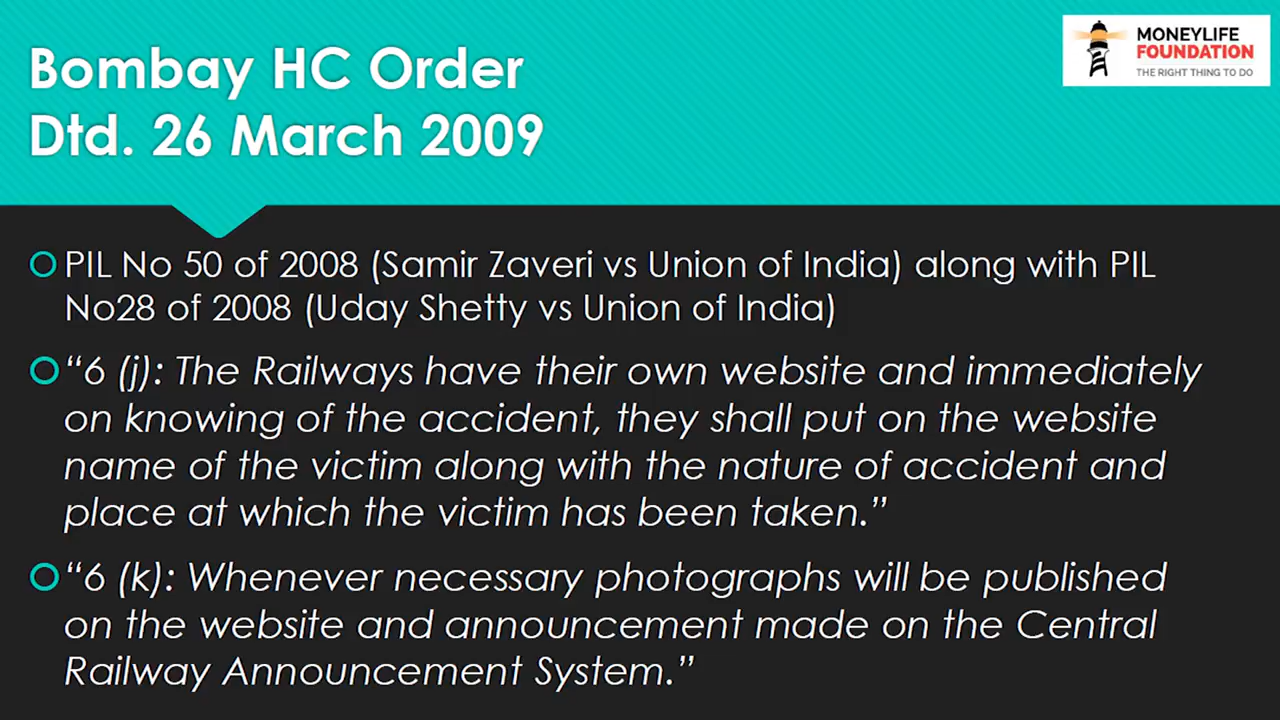 Bombay HC Order
Dtd. 26 March 2009
MONEYLIFE
FOUNDATION
THE RIGHT THING TO DO
PIL No 50 of 2008 (Samir Zaveri vs Union of India) along with PIL
No28 of 2008 (Uday Shetty vs Union of India)
“6 (j): The Railways have their own website and immediately
on knowing of the accident, they shall put on the website
name of the victim along with the nature of accident and
place at which the victim has been taken.”
“6 (k): Whenever necessary photographs will be published
on the website and announcement made on the Central
Railway Announcement System.”